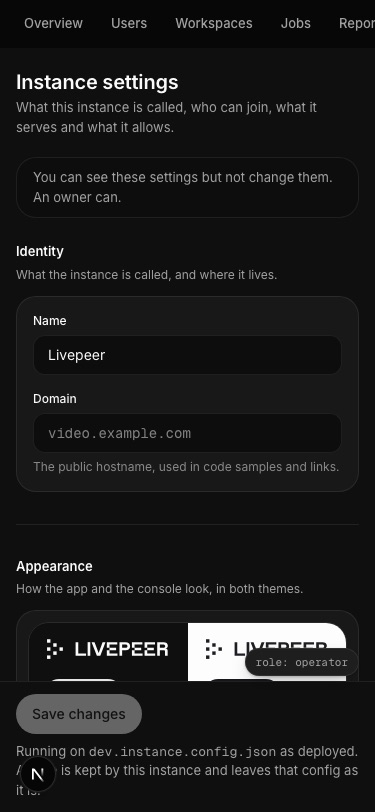 Overview Users Workspaces Jobs Repor
Instance settings
What this instance is called, who can join, what it
serves and what it allows.
You can see these settings but not change them.
An owner can.
Identity
What the instance is called, and where it lives.
Name
Livepeer
Domain
video.example.com
The public hostname, used in code samples and links.
Appearance
How the app and the console look, in both themes.
LIVEPEER LIVEPEER
role: operator
Save changes
Running on dev.instance.config.json as deployed.
is kept by this instance and leaves that config as
it is.
N